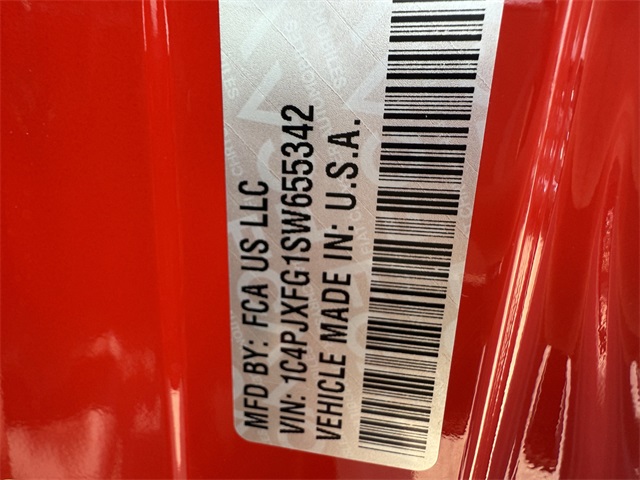 MFD BY: FCA US LLC
VIN: 1C4PJXFG1SW655342
VEHICLE MADE IN: U.S.A.